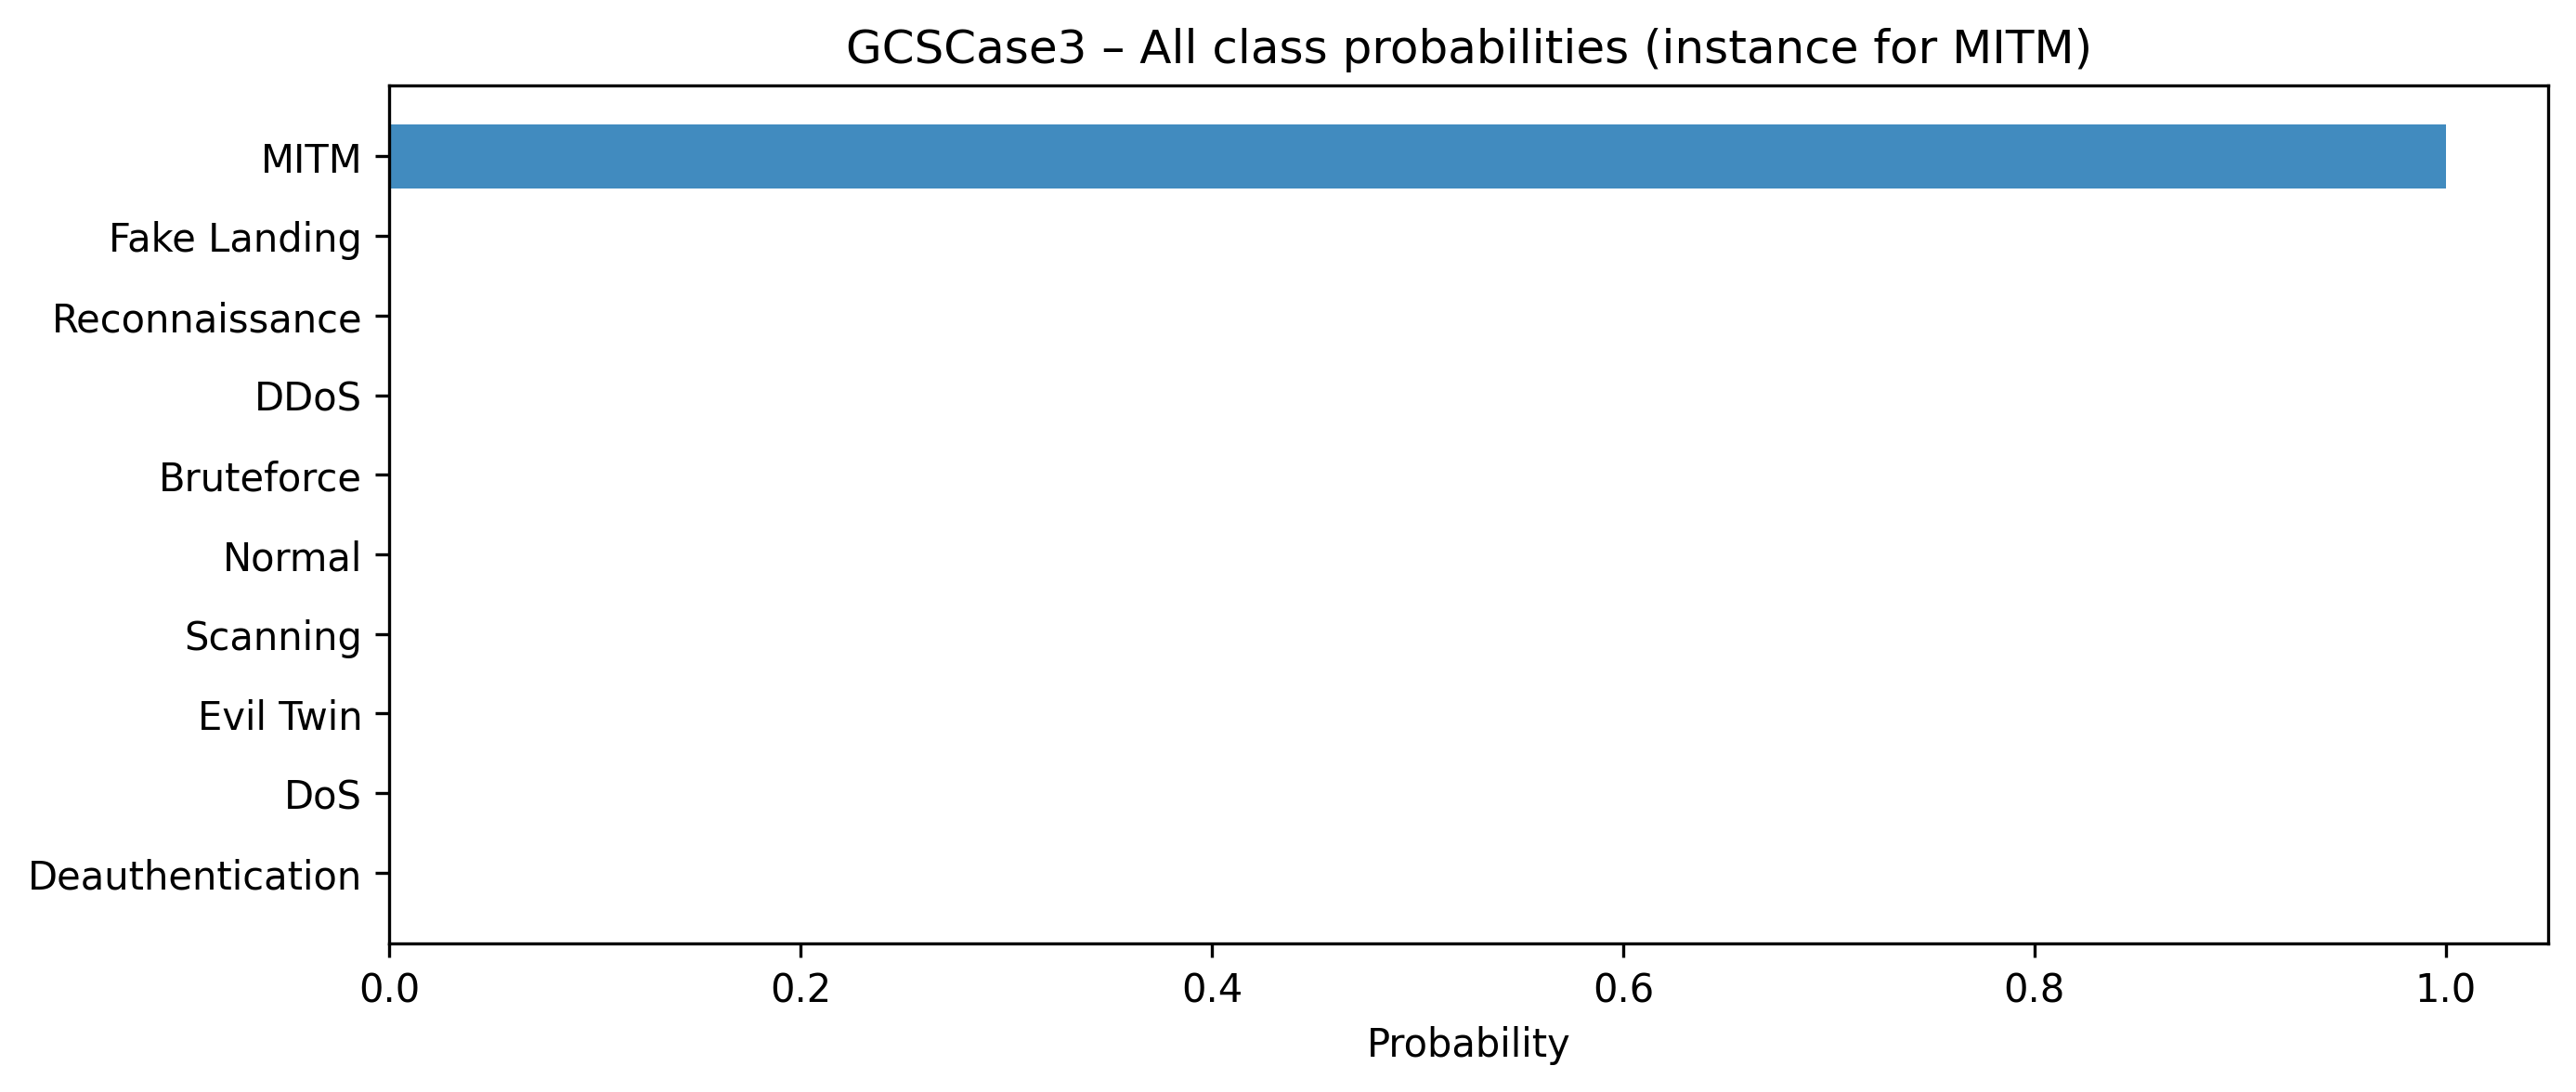 GCSCase3 – All class probabilities (instance for MITM)
MITM
Fake Landing
Reconnaissance
DDoS
Bruteforce
Normal
Scanning
Evil Twin
DoS
Deauthentication
0.0 0.2 0.4 0.6 0.8 1.0
Probability